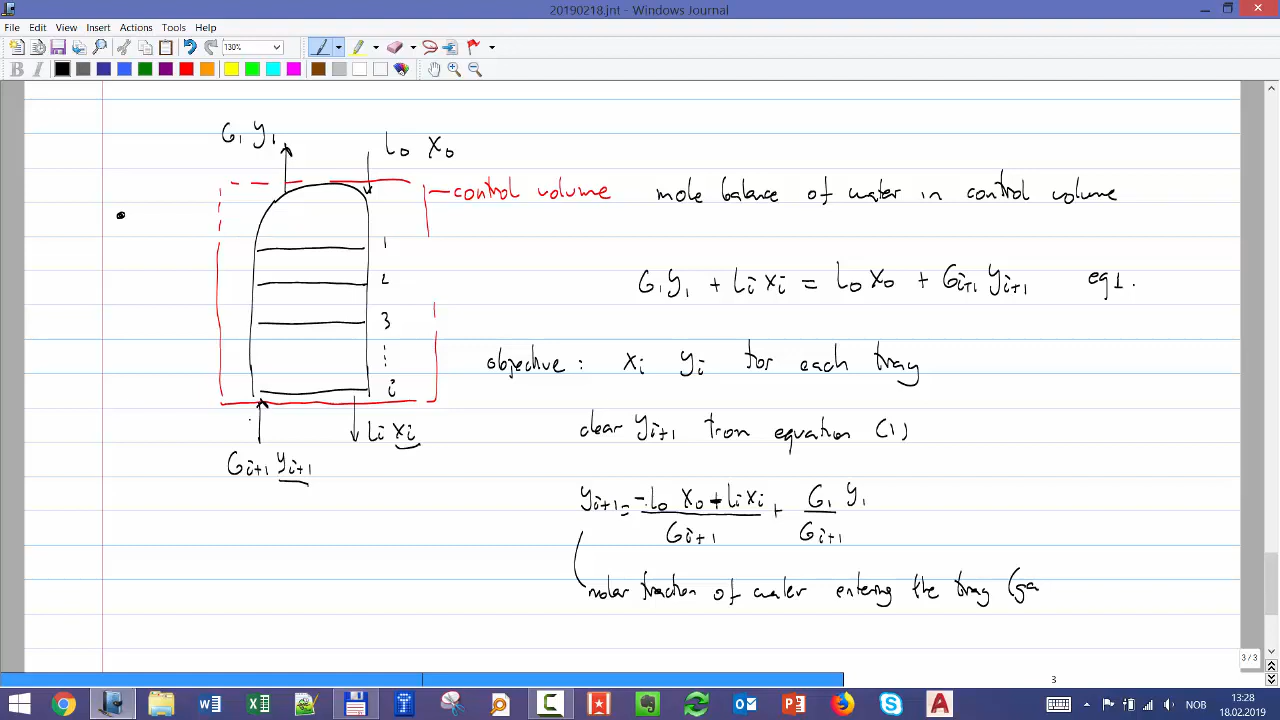 20190218.jnt - Windows Journal
File Edit View Insert Actions Tools Help
130%
B I
G1 y1
L0 X0
control volume mole balance of water in control volume
1
2
3
i
G1 y1 + Li xi = L0 X0 + Gi+1 yi+1 eq 1.
objective : Xi yi for each tray
clear yi+1 from equation (1)
Li xi
Gi+1 yi+1
yi+1 = -L0 X0 + Li xi / Gi+1 + G1 / Gi+1 y1
molar fraction of water entering the tray (ga
3/3
3
NOR
13:28
18.02.2019